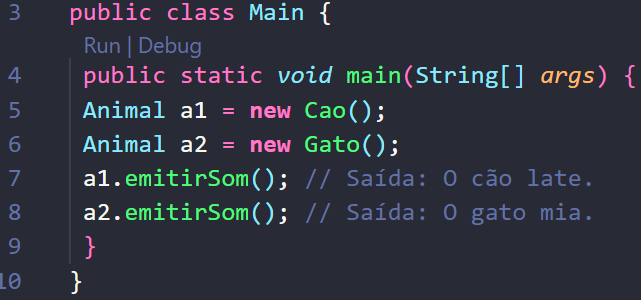 3 public class Main {
Run | Debug
4 public static void main(String[] args) {
5 Animal a1 = new Cao();
6 Animal a2 = new Gato();
7 a1.emitirSom(); // Saída: O cão late.
8 a2.emitirSom(); // Saída: O gato mia.
9 }
10 }